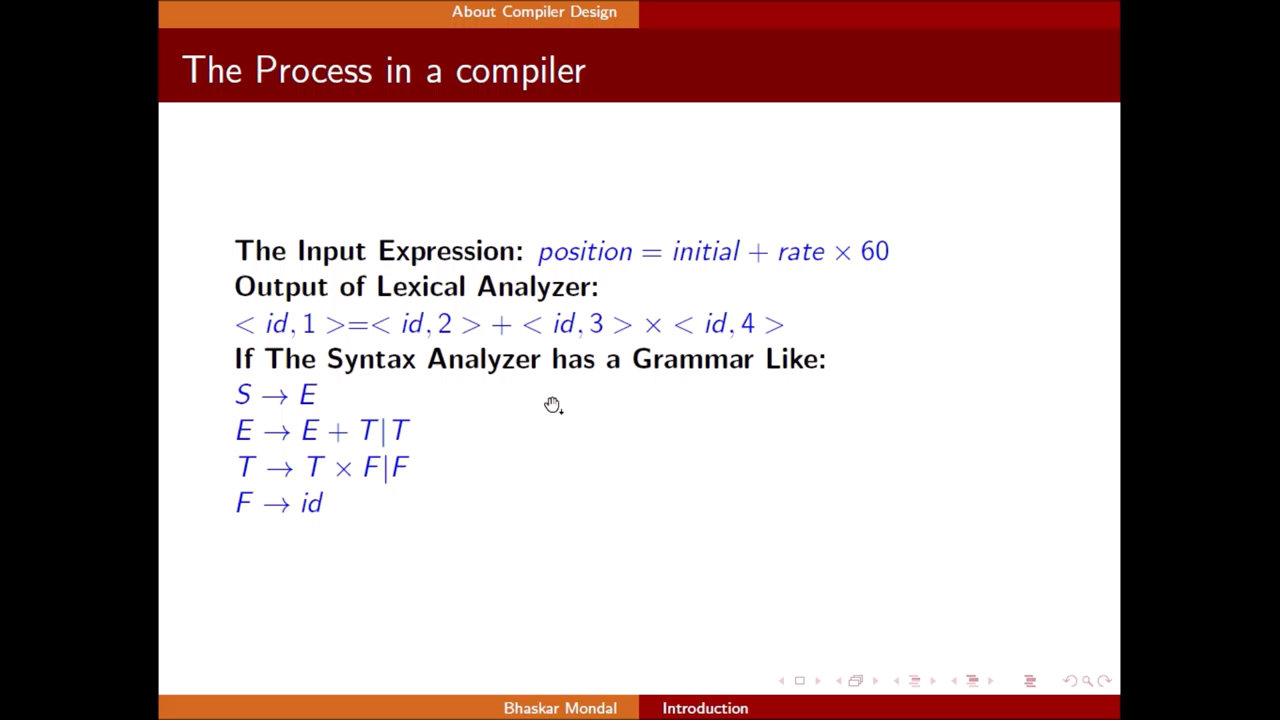 About Compiler Design
The Process in a compiler
The Input Expression: position = initial + rate × 60
Output of Lexical Analyzer:
< id, 1 >=< id, 2 > + < id, 3 > × < id, 4 >
If The Syntax Analyzer has a Grammar Like:
S → E
E → E + T|T
T → T × F|F
F → id
Bhaskar Mondal Introduction